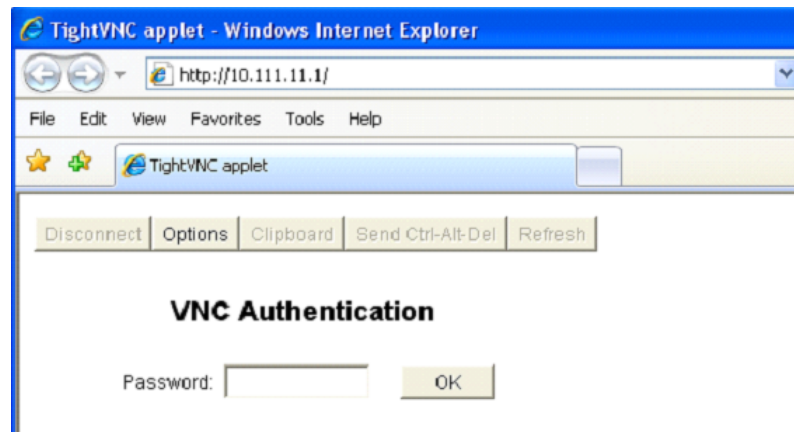 TightVNC applet - Windows Internet Explorer
http://10.111.11.1/
File Edit View Favorites Tools Help
TightVNC applet
Disconnect Options Clipboard Send Ctrl-Alt-Del Refresh
VNC Authentication
Password: OK